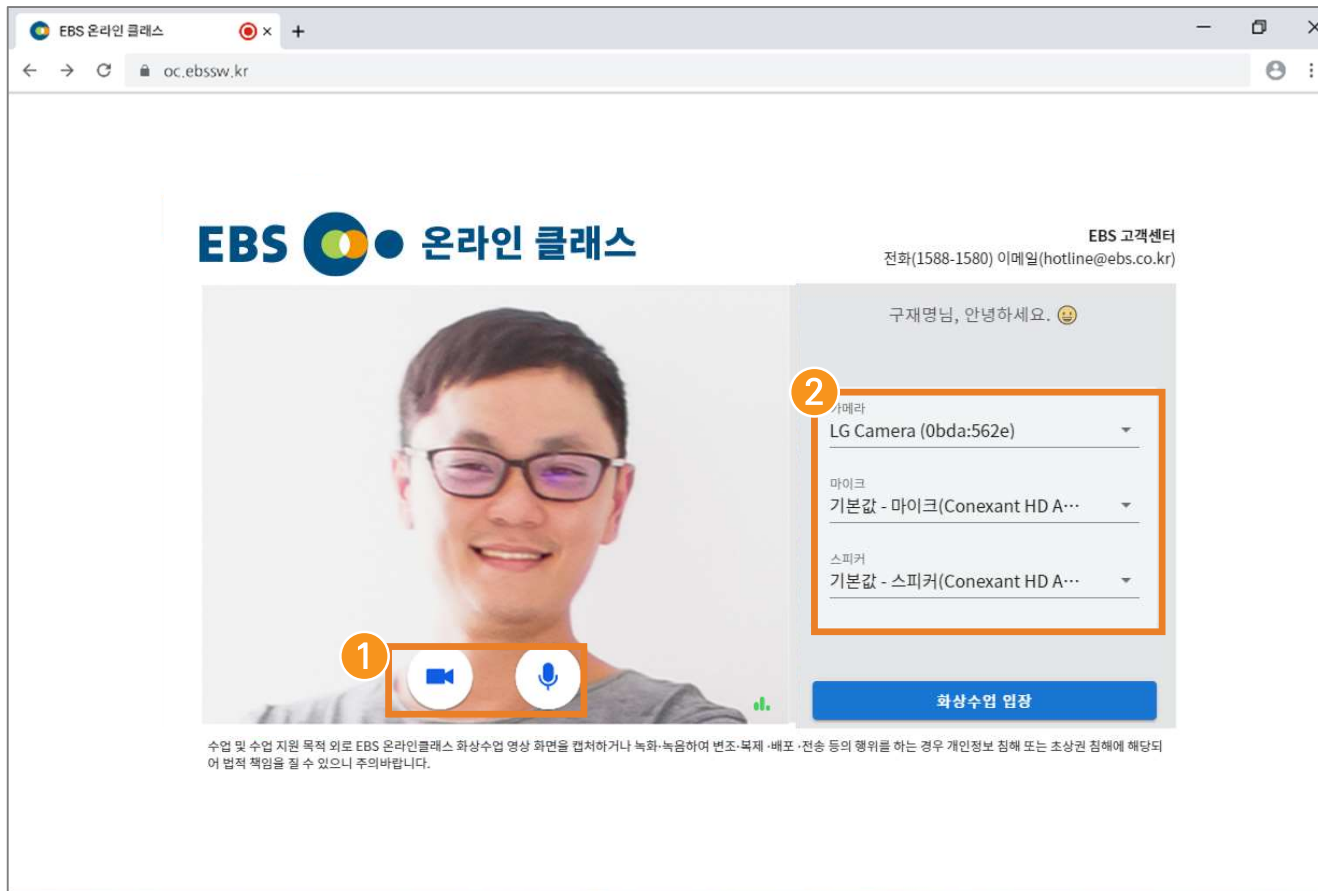 EBS 온라인 클래스
oc.ebssw.kr
EBS 온라인 클래스
EBS 고객센터
전화(1588-1580) 이메일(hotline@ebs.co.kr)
구재명님, 안녕하세요.
2
카메라
LG Camera (0bda:562e)
마이크
기본값 - 마이크(Conexant HD A···
스피커
기본값 - 스피커(Conexant HD A···
1
화상수업 입장
수업 및 수업 지원 목적 외로 EBS 온라인클래스 화상수업 영상 화면을 캡처하거나 녹화·녹음하여 변조·복제 ·배포 ·전송 등의 행위를 하는 경우 개인정보 침해 또는 초상권 침해에 해당되
어 법적 책임을 질 수 있으니 주의바랍니다.